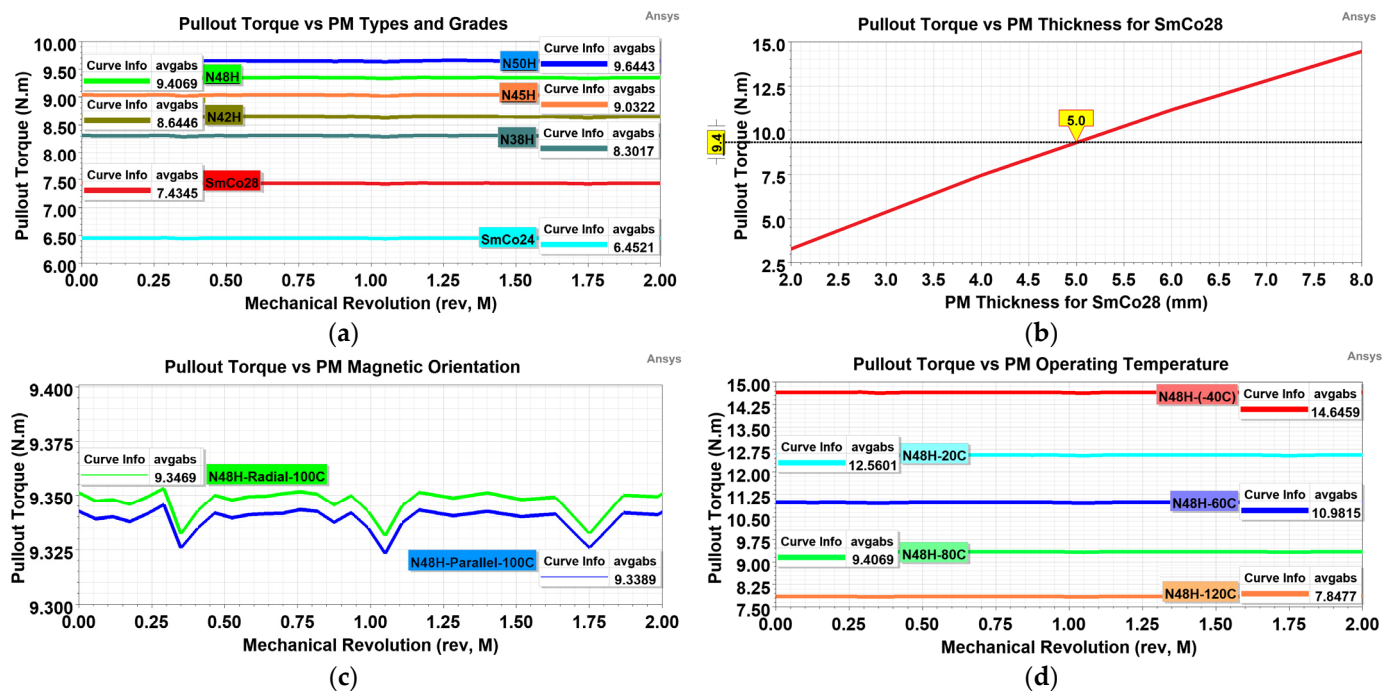 Pullout Torque vs PM Types and Grades
Ansys
Pullout Torque (N.m)
10.00
9.50
9.00
8.50
8.00
7.50
7.00
6.50
6.00
Curve Info avgabs
9.4069
N48H
N50H
Curve Info avgabs
9.6443
Curve Info avgabs
8.6446
N42H
N45H
Curve Info avgabs
9.0322
N38H
Curve Info avgabs
8.3017
Curve Info avgabs
7.4345
SmCo28
SmCo24
Curve Info avgabs
6.4521
0.00 0.25 0.50 0.75 1.00 1.25 1.50 1.75 2.00
Mechanical Revolution (rev, M)
(a)
Pullout Torque vs PM Thickness for SmCo28
Ansys
Pullout Torque (N.m)
15.0
12.5
10.0
7.5
5.0
2.5
9.4
5.0
2.0 2.5 3.0 3.5 4.0 4.5 5.0 5.5 6.0 6.5 7.0 7.5 8.0
PM Thickness for SmCo28 (mm)
(b)
Pullout Torque vs PM Magnetic Orientation
Ansys
Pullout Torque (N.m)
9.400
9.375
9.350
9.325
9.300
Curve Info avgabs
9.3469
N48H-Radial-100C
N48H-Parallel-100C
Curve Info avgabs
9.3389
0.00 0.25 0.50 0.75 1.00 1.25 1.50 1.75 2.00
Mechanical Revolution (rev, M)
(c)
Pullout Torque vs PM Operating Temperature
Ansys
Pullout Torque (N.m)
15.00
14.25
13.50
12.75
12.00
11.25
10.50
9.75
9.00
8.25
7.50
N48H-(-40C)
Curve Info avgabs
14.6459
Curve Info avgabs
12.5601
N48H-20C
N48H-60C
Curve Info avgabs
10.9815
Curve Info avgabs
9.4069
N48H-80C
N48H-120C
Curve Info avgabs
7.8477
0.00 0.25 0.50 0.75 1.00 1.25 1.50 1.75 2.00
Mechanical Revolution (rev, M)
(d)